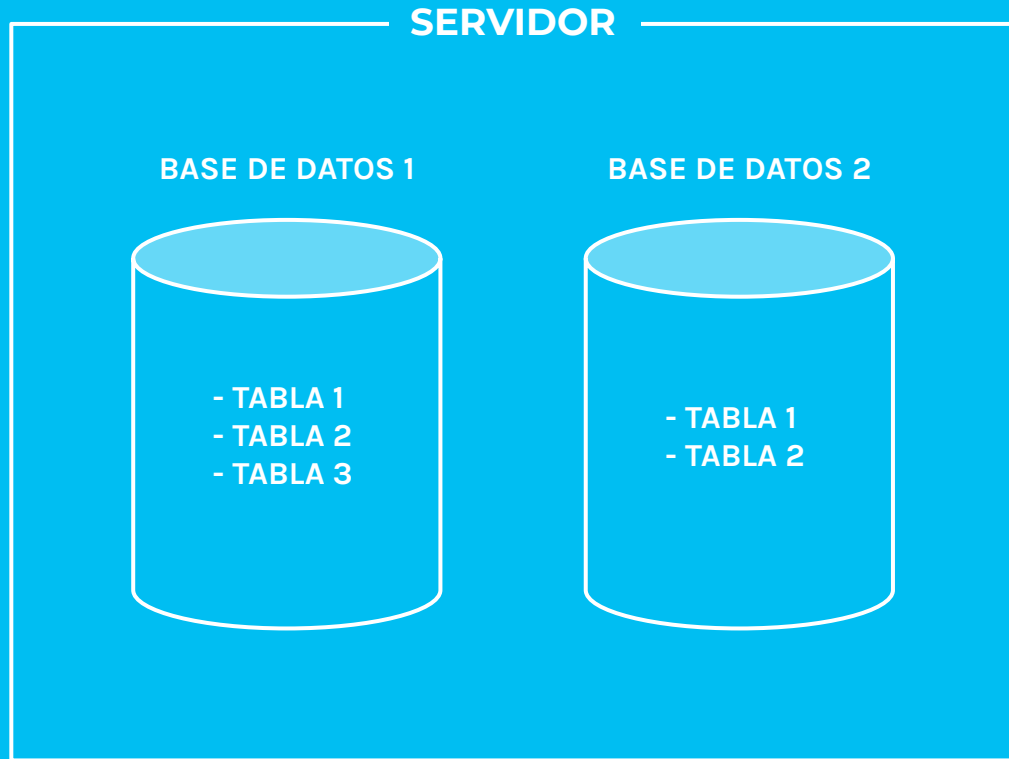 SERVIDOR
BASE DE DATOS 1
- TABLA 1
- TABLA 2
- TABLA 3
BASE DE DATOS 2
- TABLA 1
- TABLA 2